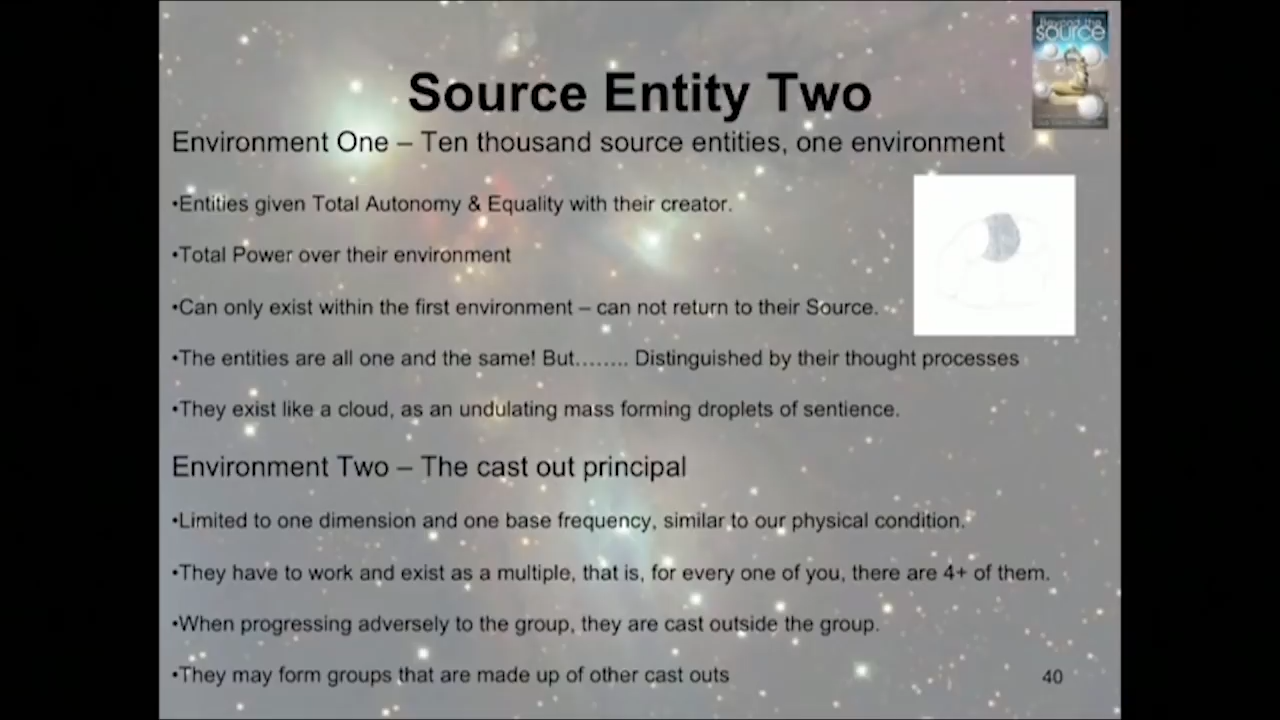 Beyond the
source
Source Entity Two
Environment One – Ten thousand source entities, one environment
•Entities given Total Autonomy & Equality with their creator.
•Total Power over their environment
•Can only exist within the first environment – can not return to their Source.
•The entities are all one and the same! But…….. Distinguished by their thought processes
•They exist like a cloud, as an undulating mass forming droplets of sentience.
Environment Two – The cast out principal
•Limited to one dimension and one base frequency, similar to our physical condition.
•They have to work and exist as a multiple, that is, for every one of you, there are 4+ of them.
•When progressing adversely to the group, they are cast outside the group.
•They may form groups that are made up of other cast outs
40